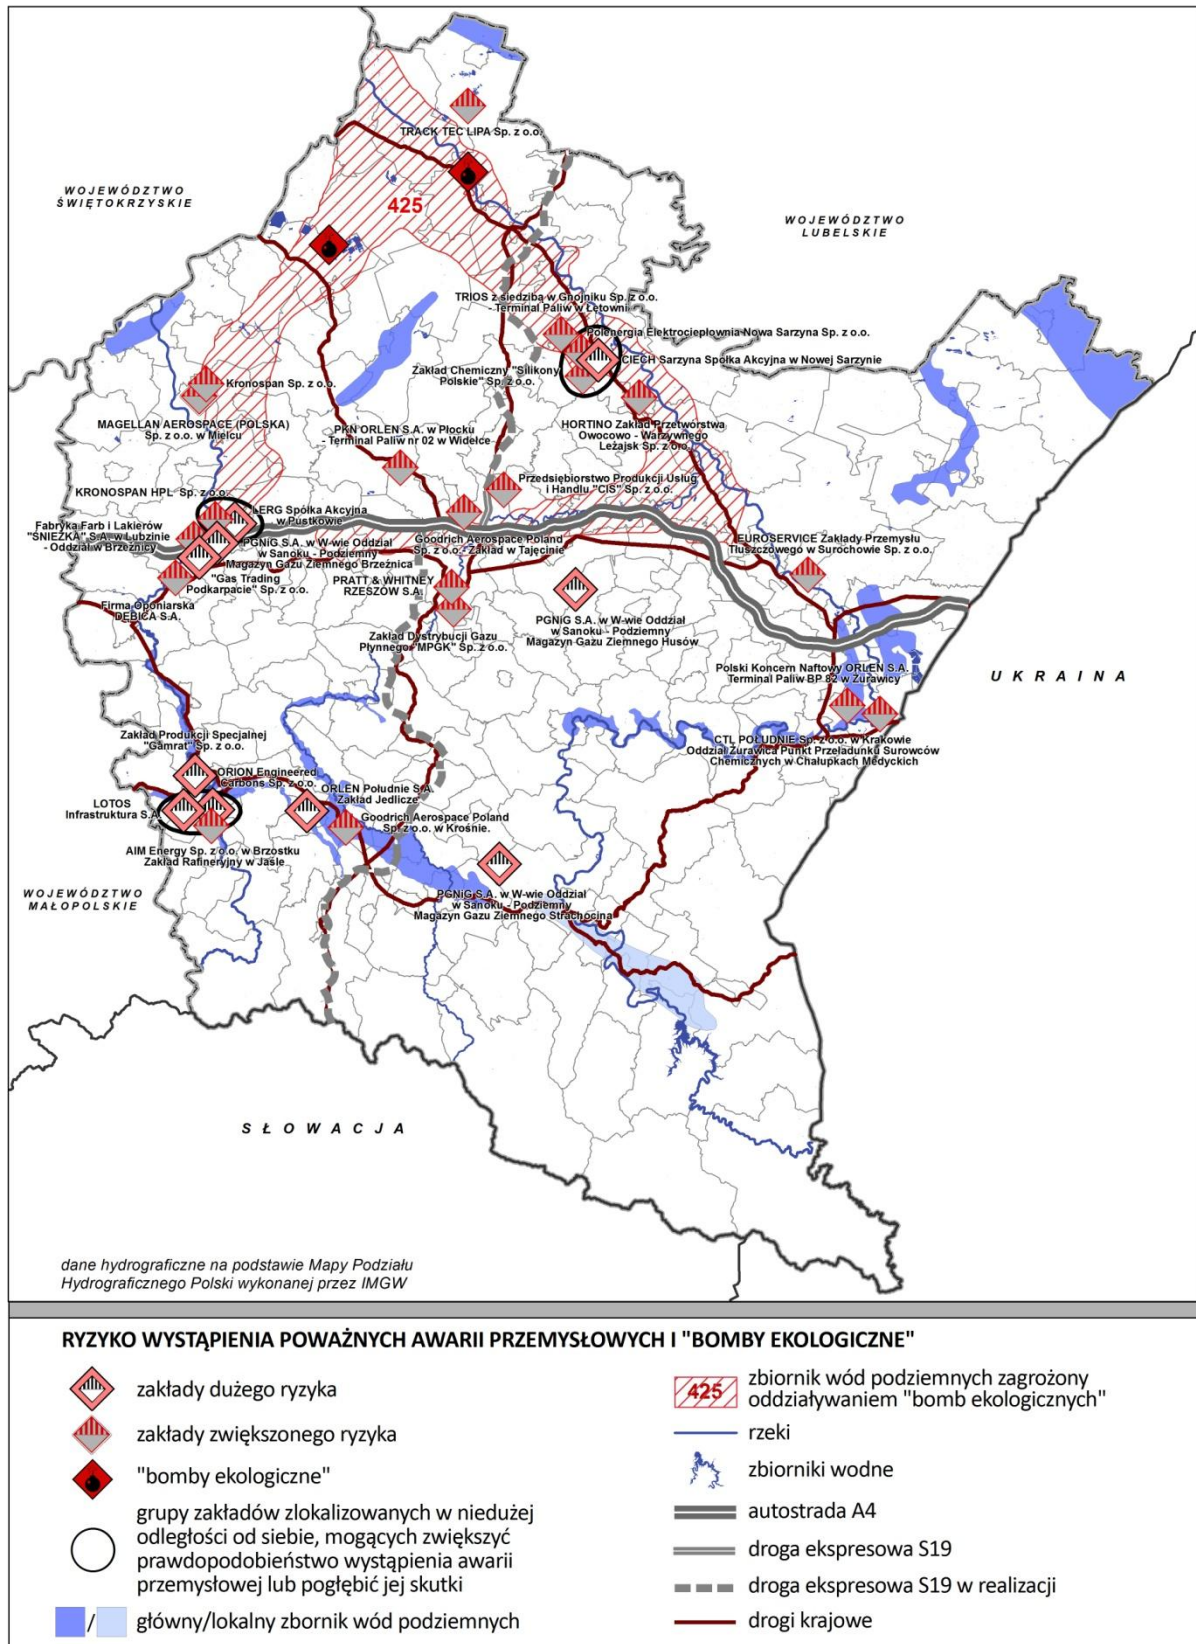 TRACK TEC LIPA Sp. z o.o.
WOJEWÓDZTWO
ŚWIĘTOKRZYSKIE
425
WOJEWÓDZTWO
LUBELSKIE
TRIOS z siedzibą w Gnojniku Sp. z o.o.
- Terminal Paliw w Łętowni
Polenergia Elektrociepłownia Nowa Sarzyna Sp. z o.o.
CIECH Sarzyna Spółka Akcyjna w Nowej Sarzynie
Zakład Chemiczny "Silikony
Polskie" Sp. z o.o.
Kronospan Sp. z o.o.
MAGELLAN AEROSPACE (POLSKA)
Sp. z o.o. w Mielcu
HORTINO Zakład Przetwórstwa
Owocowo - Warzywnego
Leżajsk Sp. z o.o.
PKN ORLEN S.A. w Płocku
- Terminal Paliw nr 02 w Widełce
Przedsiębiorstwo Produkcji Usług
i Handlu "CIS" Sp. z o.o.
KRONOSPAN HPL Sp. z o.o.
LERG Spółka Akcyjna
w Pustkowie
Fabryka Farb i Lakierów
"ŚNIEŻKA" S.A. w Lubzinie
- Oddział w Brzeźnicy
PGNiG S.A. w W-wie Oddział
w Sanoku - Podziemny
Magazyn Gazu Ziemnego Brzeźnica
Goodrich Aerospace Poland
Sp. z o.o. - Zakład w Tajęcinie
EUROSERVICE Zakłady Przemysłu
Tłuszczowego w Surochowie Sp. z o.o.
"Gas Trading
Podkarpacie" Sp. z o.o.
PRATT & WHITNEY
RZESZÓW S.A.
Firma Oponiarska
DĘBICA S.A.
PGNiG S.A. w W-wie Oddział
w Sanoku - Podziemny
Magazyn Gazu Ziemnego Husów
Zakład Dystrybucji Gazu
Płynnego "MPGK" Sp. z o.o.
Polski Koncern Naftowy ORLEN S.A.
Terminal Paliw BP 82 w Żurawicy
UKRAINA
Zakład Produkcji Specjalnej
"Gamrat" Sp. z o.o.
CTL POŁUDNIE Sp. z o.o. w Krakowie
Oddział Żurawica Punkt Przeładunku Surowców
Chemicznych w Chałupkach Medyckich
ORION Engineered
Carbons Sp. z o.o.
LOTOS
Infrastruktura S.A.
ORLEN Południe S.A.
Zakład Jedlicze
Goodrich Aerospace Poland
Sp. z o.o. w Krośnie.
AIM Energy Sp. z o.o. w Brzostku
Zakład Rafineryjny w Jaśle
WOJEWÓDZTWO
MAŁOPOLSKIE
PGNiG S.A. w W-wie Oddział
w Sanoku - Podziemny
Magazyn Gazu Ziemnego Strachocina
SŁOWACJA
dane hydrograficzne na podstawie Mapy Podziału
Hydrograficznego Polski wykonanej przez IMGW
RYZYKO WYSTĄPIENIA POWAŻNYCH AWARII PRZEMYSŁOWYCH I "BOMBY EKOLOGICZNE"
zakłady dużego ryzyka
zakłady zwiększonego ryzyka
"bomby ekologiczne"
grupy zakładów zlokalizowanych w niedużej
odległości od siebie, mogących zwiększyć
prawdopodobieństwo wystąpienia awarii
przemysłowej lub pogłębić jej skutki
/ główny/lokalny zbornik wód podziemnych
425 zbiornik wód podziemnych zagrożony
oddziaływaniem "bomb ekologicznych"
rzeki
zbiorniki wodne
autostrada A4
droga ekspresowa S19
droga ekspresowa S19 w realizacji
drogi krajowe